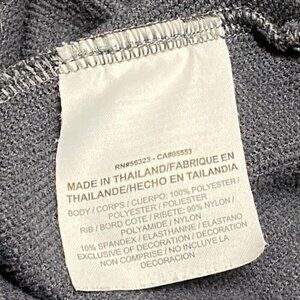 RN#56323 - CA#05553
MADE IN THAILAND/FABRIQUE EN
THAILANDE/HECHO EN TAILANDIA
BODY / CORPS / CUERPO: 100% POLYESTER /
POLYESTER / POLIESTER
RIB / BORD COTE / RIBETE: 90% NYLON /
POLYAMIDE / NYLON
10% SPANDEX / ELASTHANNE / ELASTANO
EXCLUSIVE OF DECORATION / DECORATION
NON COMPRISE / NO INCLUYE LA
DECORACION